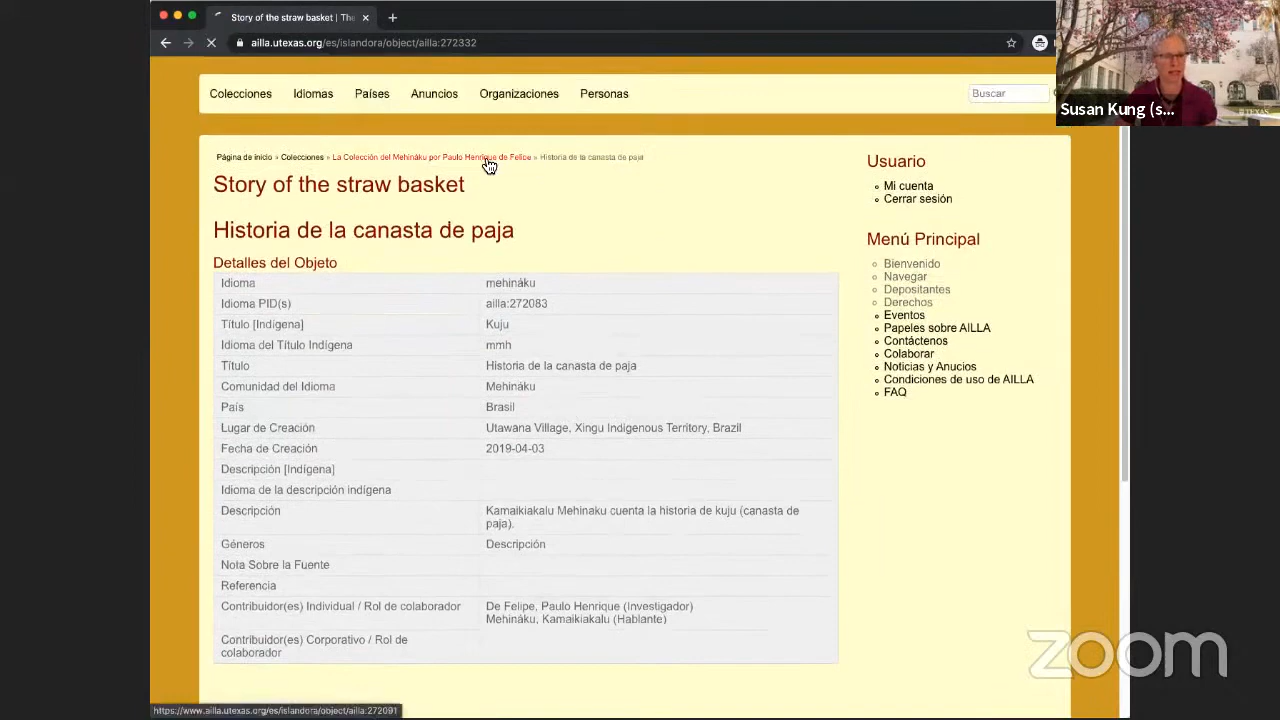 Story of the straw basket | The
ailla.utexas.org/es/islandora/object/ailla:272332
Colecciones Idiomas Países Anuncios Organizaciones Personas
Buscar
Susan Kung (s...
Página de inicio » Colecciones » La Colección del Mehináku por Paulo Henrique de Felipe » Historia de la canasta de paja
Story of the straw basket
Historia de la canasta de paja
Detalles del Objeto
Idioma mehináku
Idioma PID(s) ailla:272083
Título [Indígena] Kuju
Idioma del Título Indígena mmh
Título Historia de la canasta de paja
Comunidad del Idioma Mehináku
País Brasil
Lugar de Creación Utawana Village, Xingu Indigenous Territory, Brazil
Fecha de Creación 2019-04-03
Descripción [Indígena]
Idioma de la descripción indígena
Descripción Kamaikiakalu Mehinaku cuenta la historia de kuju (canasta de
paja).
Géneros Descripción
Nota Sobre la Fuente
Referencia
Contribuidor(es) Individual / Rol de colaborador De Felipe, Paulo Henrique (Investigador)
Mehináku, Kamaikiakalu (Hablante)
Contribuidor(es) Corporativo / Rol de
colaborador
Usuario
Mi cuenta
Cerrar sesión
Menú Principal
Bienvenido
Navegar
Depositantes
Derechos
Eventos
Papeles sobre AILLA
Contáctenos
Colaborar
Noticias y Anucios
Condiciones de uso de AILLA
FAQ
zoom
https://www.ailla.utexas.org/es/islandora/object/ailla:272091